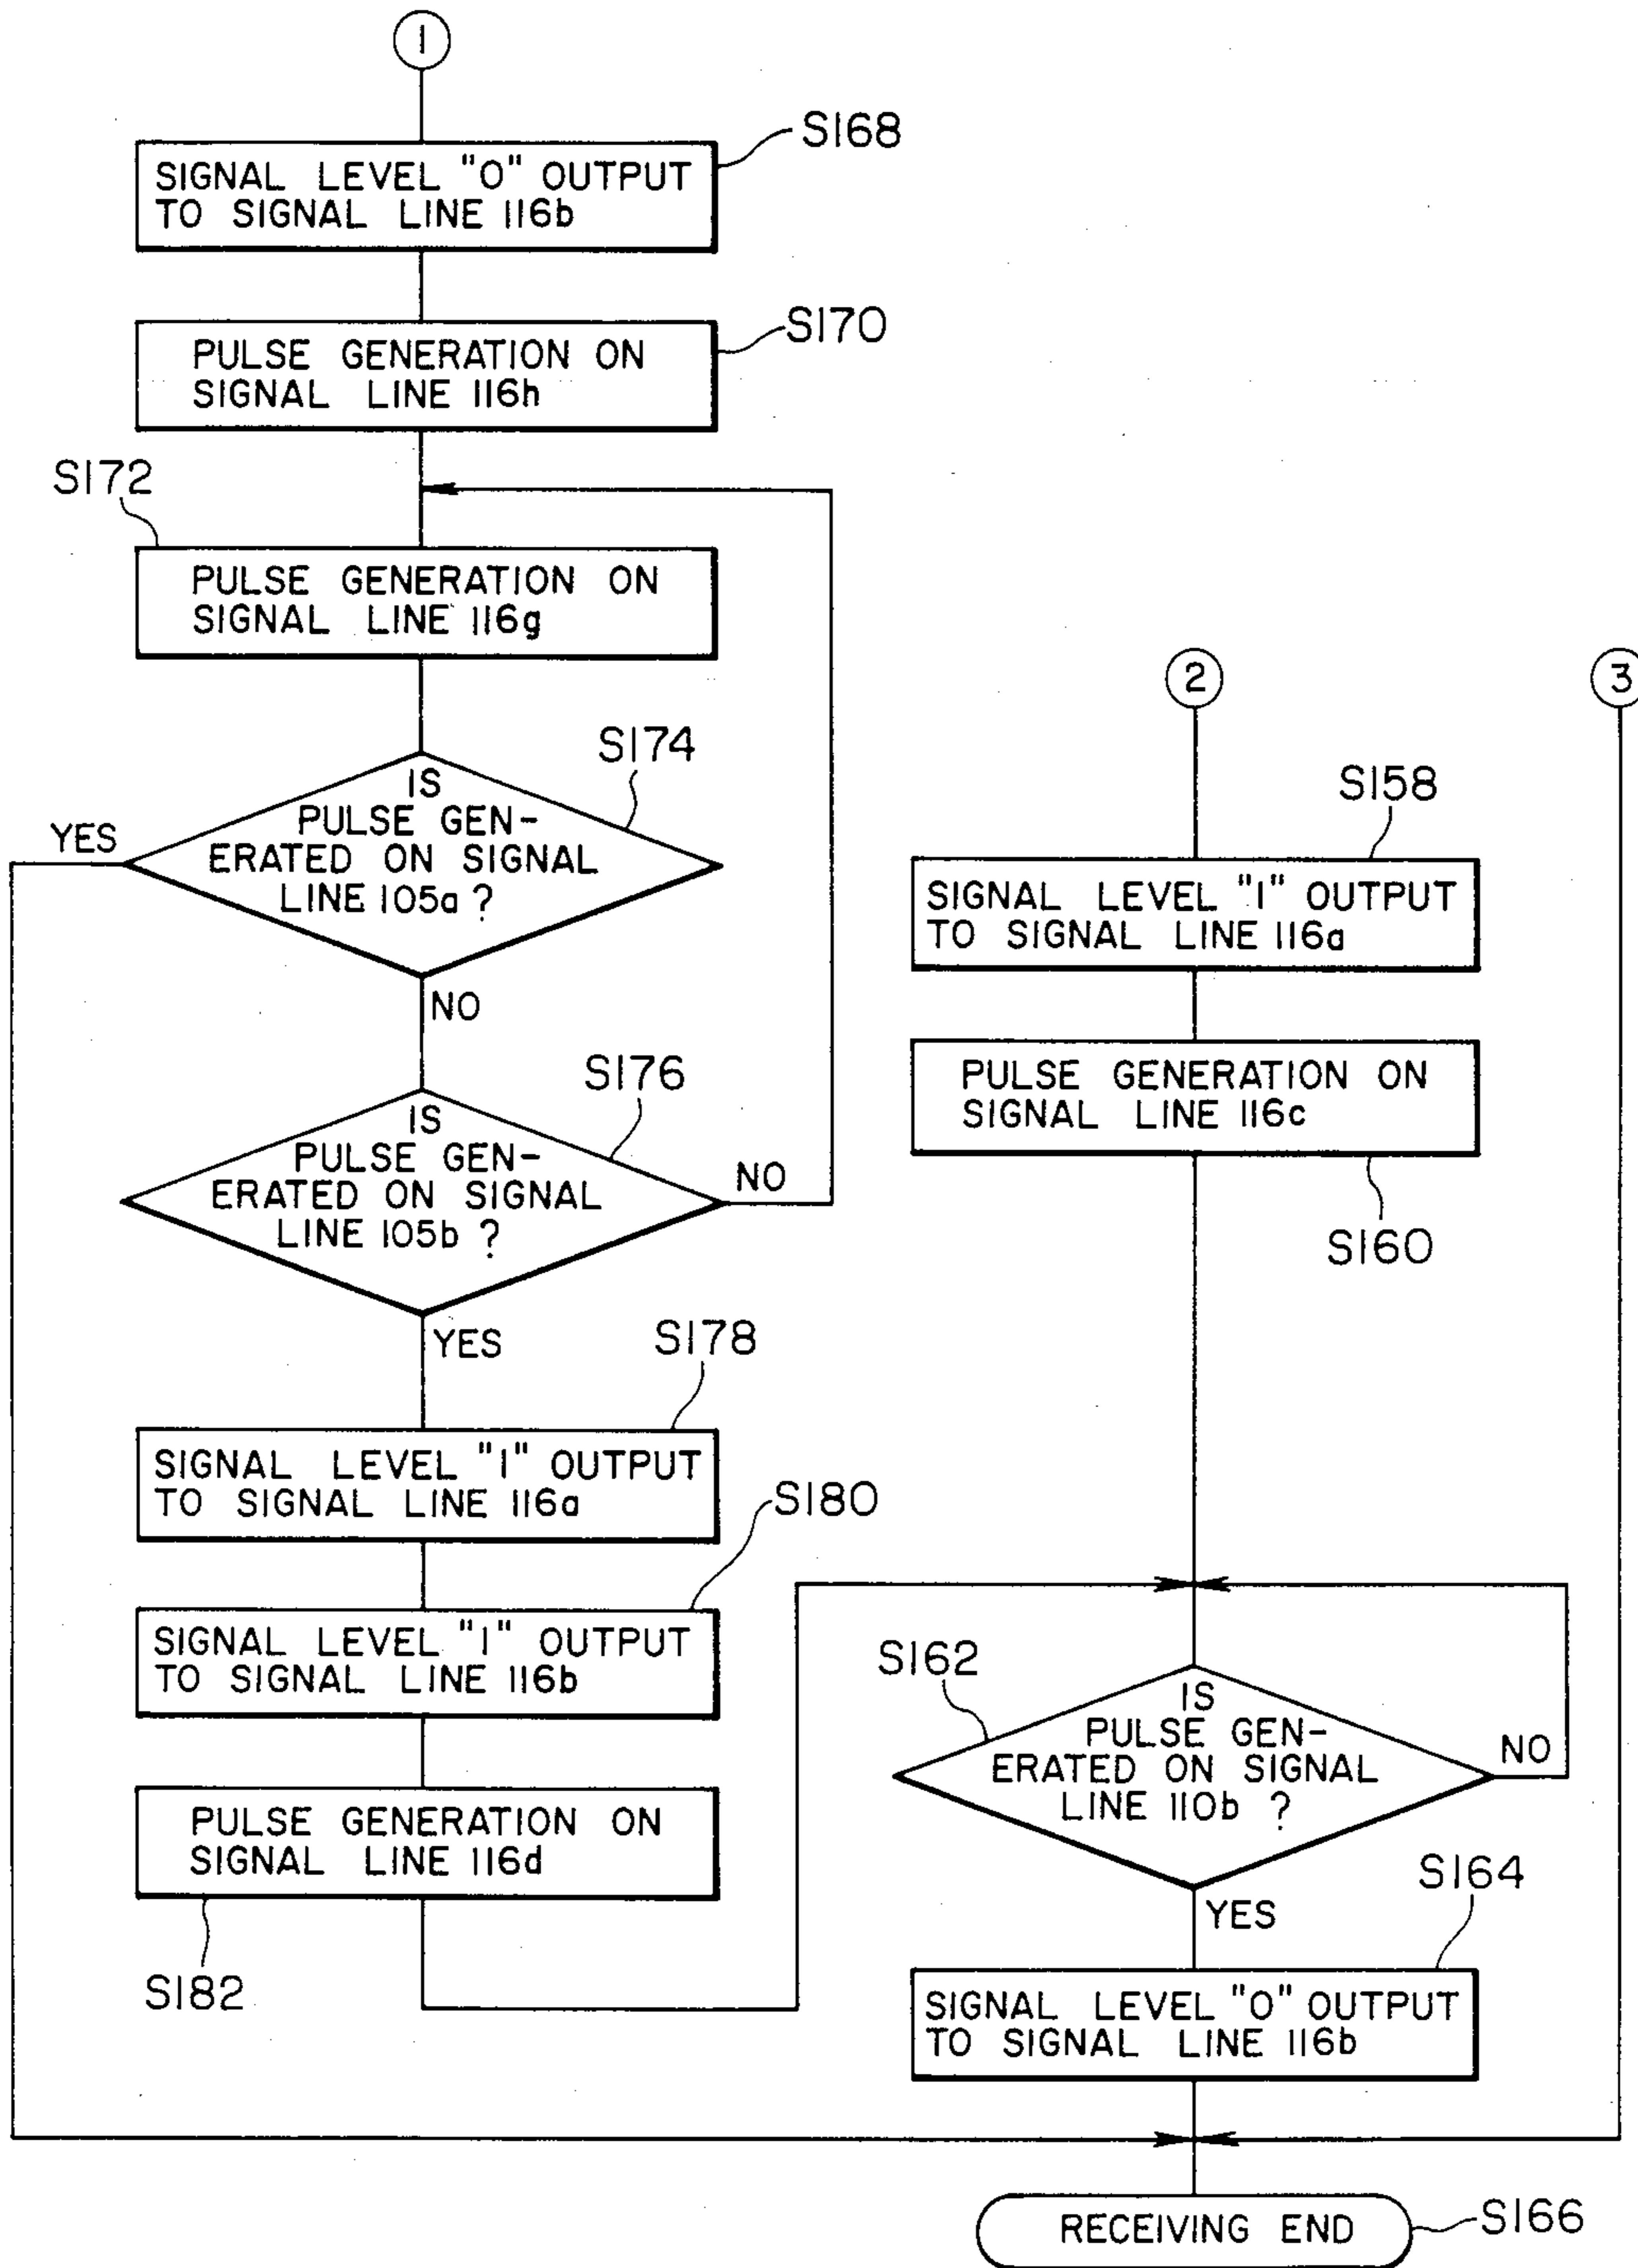 1
S168
SIGNAL LEVEL "0" OUTPUT
TO SIGNAL LINE 116b
S170
PULSE GENERATION ON
SIGNAL LINE 116h
S172
PULSE GENERATION ON
SIGNAL LINE 116g
S174
IS
PULSE GEN-
ERATED ON SIGNAL
LINE 105a ?
YES
NO
S176
IS
PULSE GEN-
ERATED ON SIGNAL
LINE 105b ?
NO
YES
S178
SIGNAL LEVEL "1" OUTPUT
TO SIGNAL LINE 116a
S180
SIGNAL LEVEL "1" OUTPUT
TO SIGNAL LINE 116b
PULSE GENERATION ON
SIGNAL LINE 116d
S182
2
S158
SIGNAL LEVEL "1" OUTPUT
TO SIGNAL LINE 116a
PULSE GENERATION ON
SIGNAL LINE 116c
S160
S162
IS
PULSE GEN-
ERATED ON SIGNAL
LINE 110b ?
NO
YES
S164
SIGNAL LEVEL "0" OUTPUT
TO SIGNAL LINE 116b
3
RECEIVING END
S166